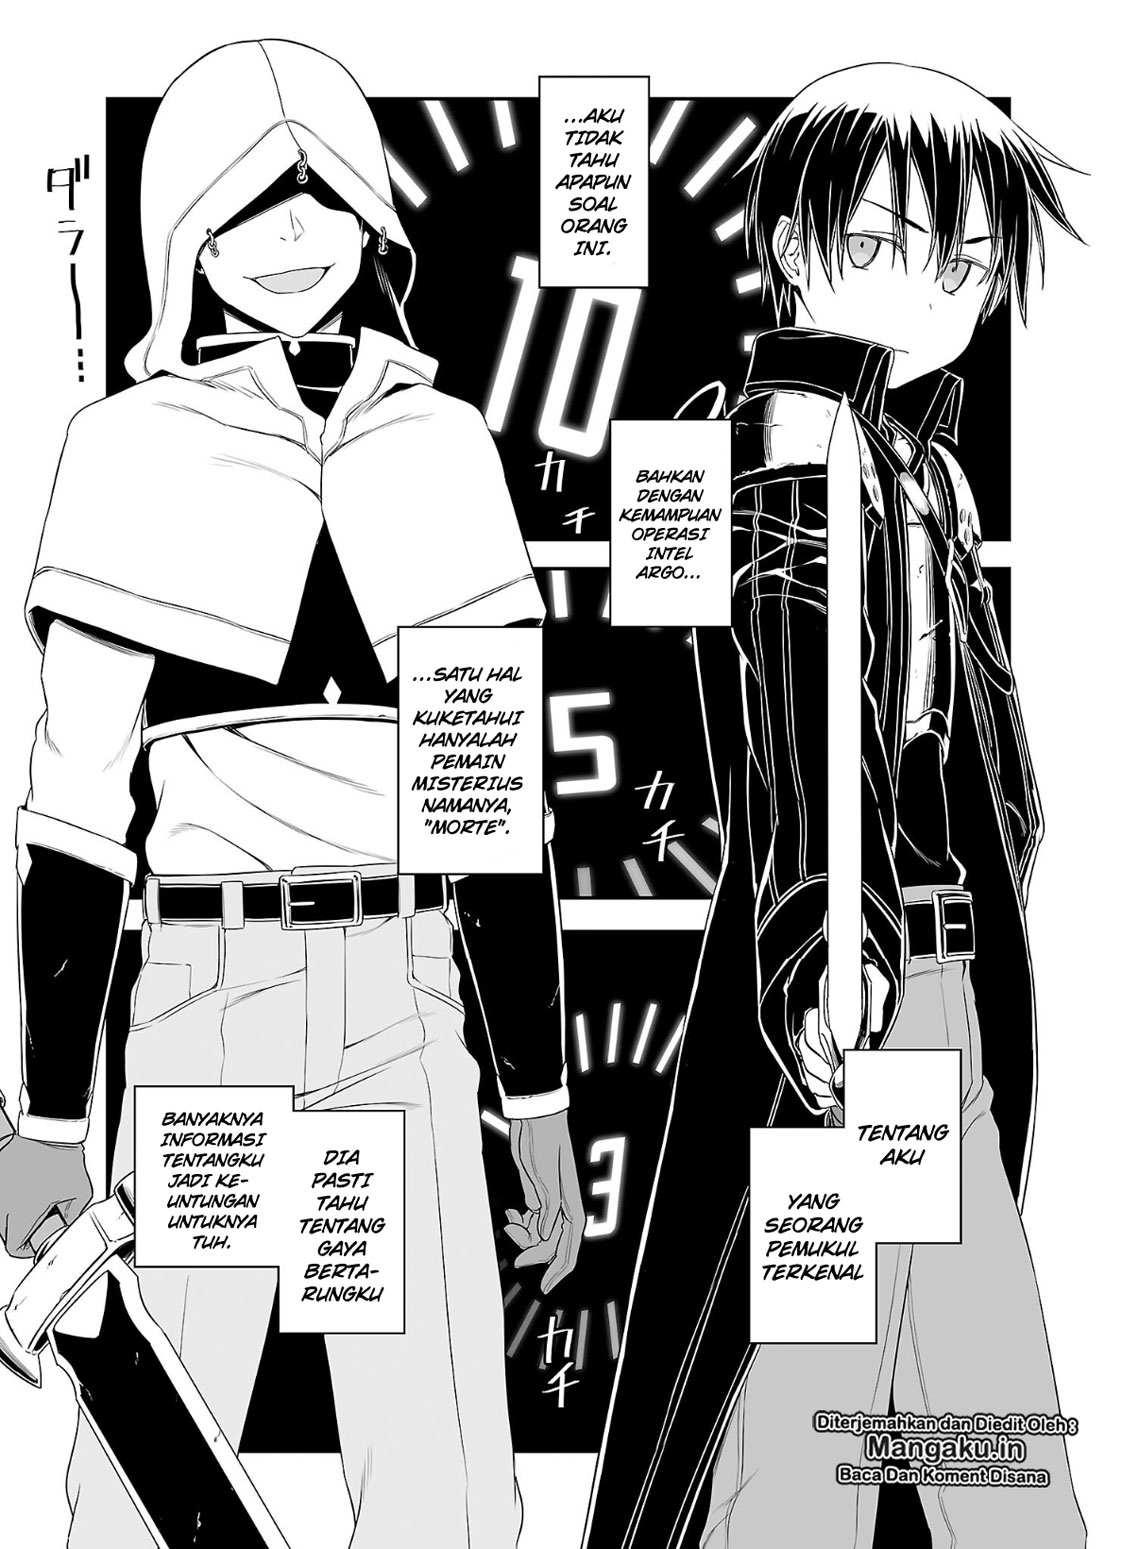 ...AKU
TIDAK
TAHU
APAPUN
SOAL
ORANG
INI.
ダラー…
10
BAHKAN
DENGAN
KEMAMPUAN
OPERASI
INTEL
ARGO...
カチ
...SATU HAL
YANG
KUKETAHUI
HANYALAH
PEMAIN
MISTERIUS
NAMANYA,
"MORTE".
5
カチ
TENTANG
AKU
YANG
SEORANG
PEMUKUL
TERKENAL
3
カチ
DIA
PASTI
TAHU
TENTANG
GAYA
BERTA-
RUNGKU
BANYAKNYA
INFORMASI
TENTANGKU
JADI KE-
UNTUNGAN
UNTUKNYA
TUH.
Diterjemahkan dan Diedit Oleh :
Mangaku.in
Baca Dan Koment Disana